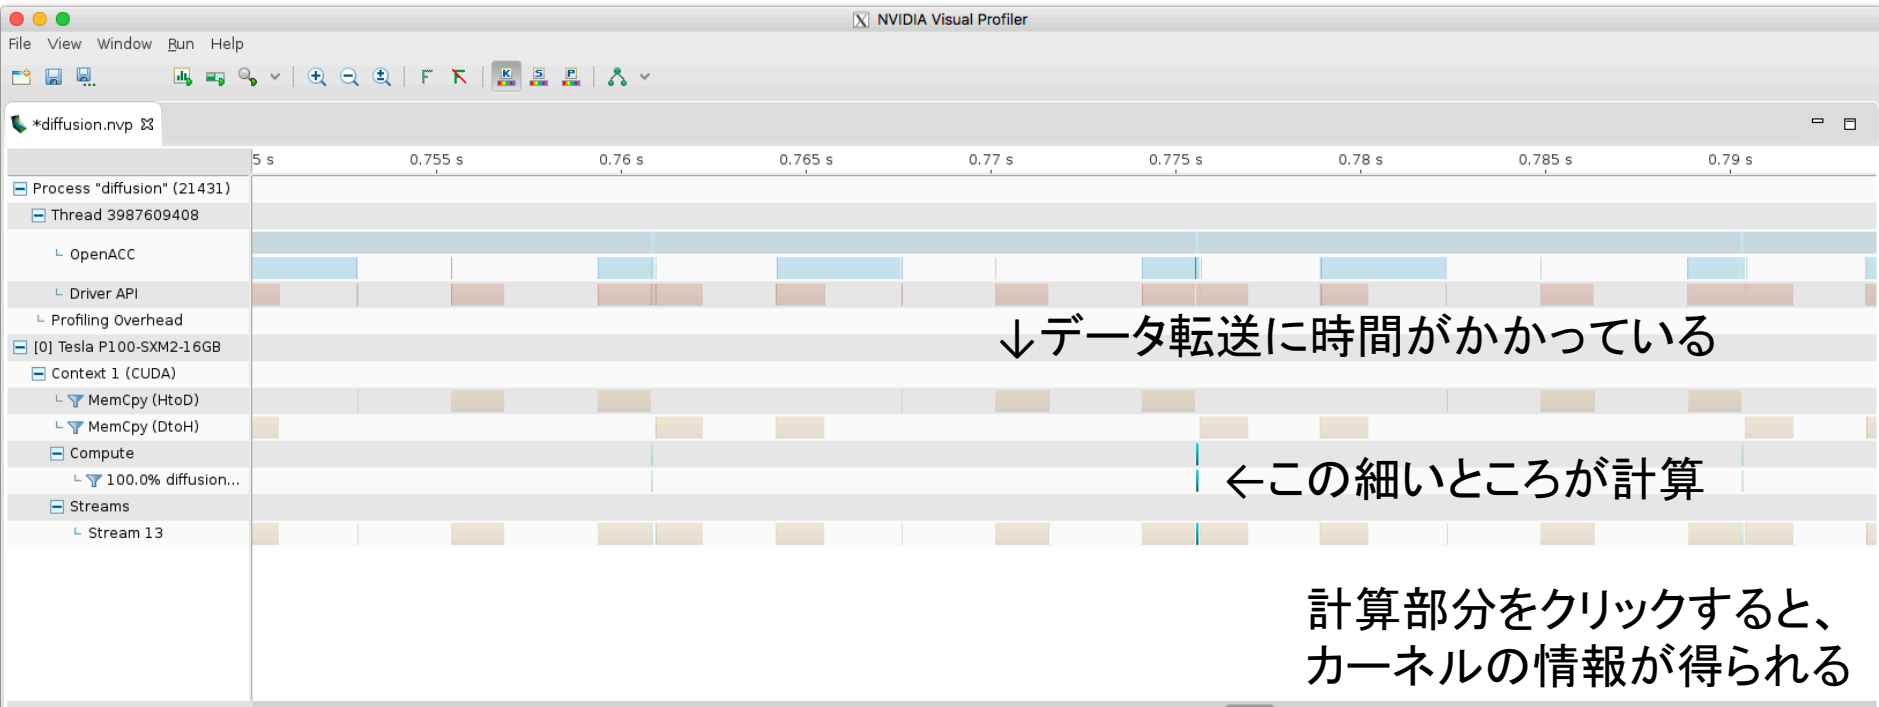 NVIDIA Visual Profiler
File View Window Run Help
*diffusion.nvp
5 s 0.755 s 0.76 s 0.765 s 0.77 s 0.775 s 0.78 s 0.785 s 0.79 s
Process "diffusion" (21431)
Thread 3987609408
OpenACC
Driver API
Profiling Overhead
↓データ転送に時間がかかっている
[0] Tesla P100-SXM2-16GB
Context 1 (CUDA)
MemCpy (HtoD)
MemCpy (DtoH)
Compute
←この細いところが計算
100.0% diffusion...
Streams
Stream 13
計算部分をクリックすると、
カーネルの情報が得られる